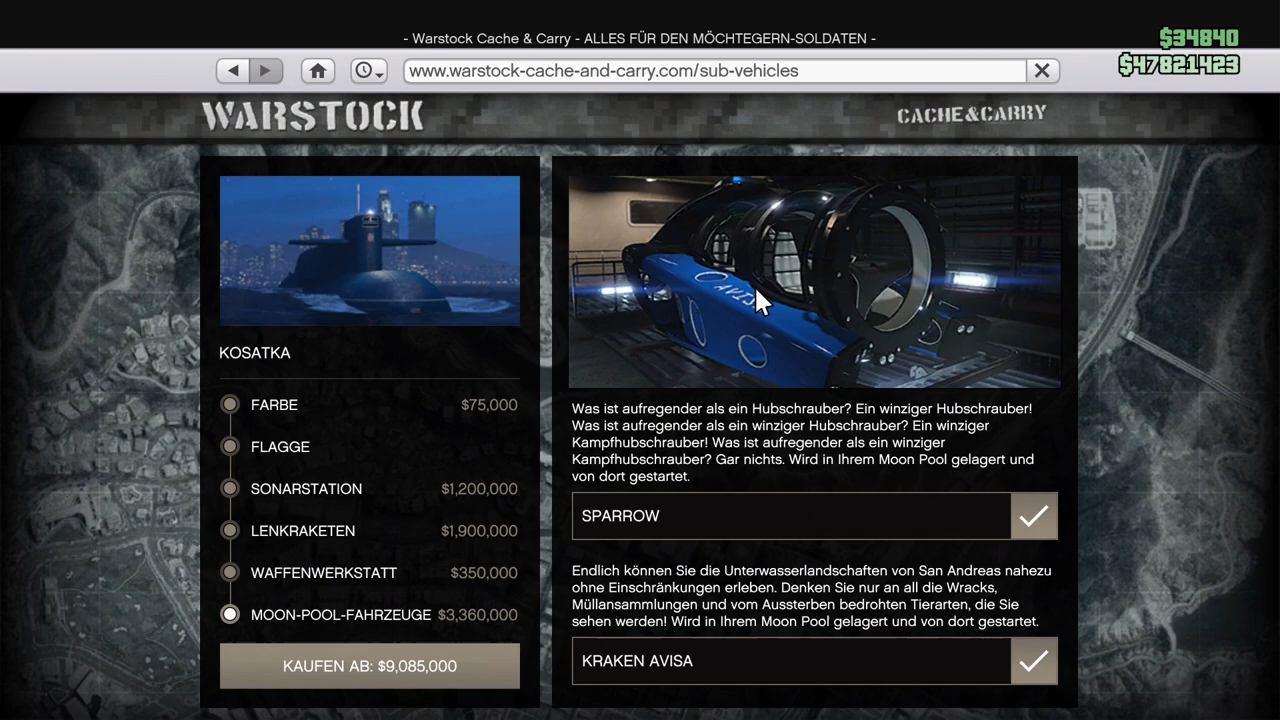 - Warstock Cache & Carry - ALLES FÜR DEN MÖCHTEGERN-SOLDATEN -
$34840
$47821423
www.warstock-cache-and-carry.com/sub-vehicles
WARSTOCK
CACHE&CARRY
KOSATKA
FARBE $75,000
FLAGGE
SONARSTATION $1,200,000
LENKRAKETEN $1,900,000
WAFFENWERKSTATT $350,000
MOON-POOL-FAHRZEUGE $3,360,000
KAUFEN AB: $9,085,000
AVISA
Was ist aufregender als ein Hubschrauber? Ein winziger Hubschrauber!
Was ist aufregender als ein winziger Hubschrauber? Ein winziger
Kampfhubschrauber! Was ist aufregender als ein winziger
Kampfhubschrauber? Gar nichts. Wird in Ihrem Moon Pool gelagert und
von dort gestartet.
SPARROW
Endlich können Sie die Unterwasserlandschaften von San Andreas nahezu
ohne Einschränkungen erleben. Denken Sie nur an all die Wracks,
Müllansammlungen und vom Aussterben bedrohten Tierarten, die Sie
sehen werden! Wird in Ihrem Moon Pool gelagert und von dort gestartet.
KRAKEN AVISA